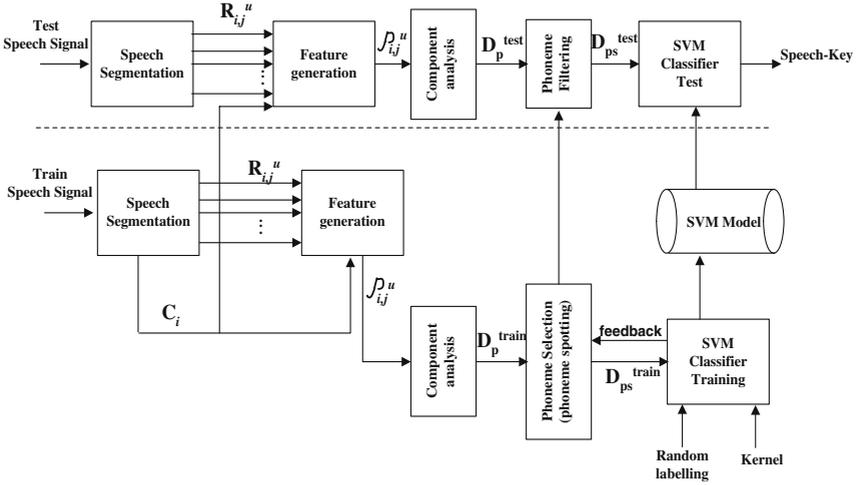 Test
Speech Signal
Speech
Segmentation
R i,j u
Feature
generation
p i,j u
Component
analysis
D p test
Phoneme
Filtering
D ps test
SVM
Classifier
Test
Speech-Key
Train
Speech Signal
Speech
Segmentation
R i,j u
Feature
generation
SVM Model
C i
p i,j u
Component
analysis
D p train
Phoneme Selection
(phoneme spotting)
feedback
D ps train
SVM
Classifier
Training
Random
labelling
Kernel